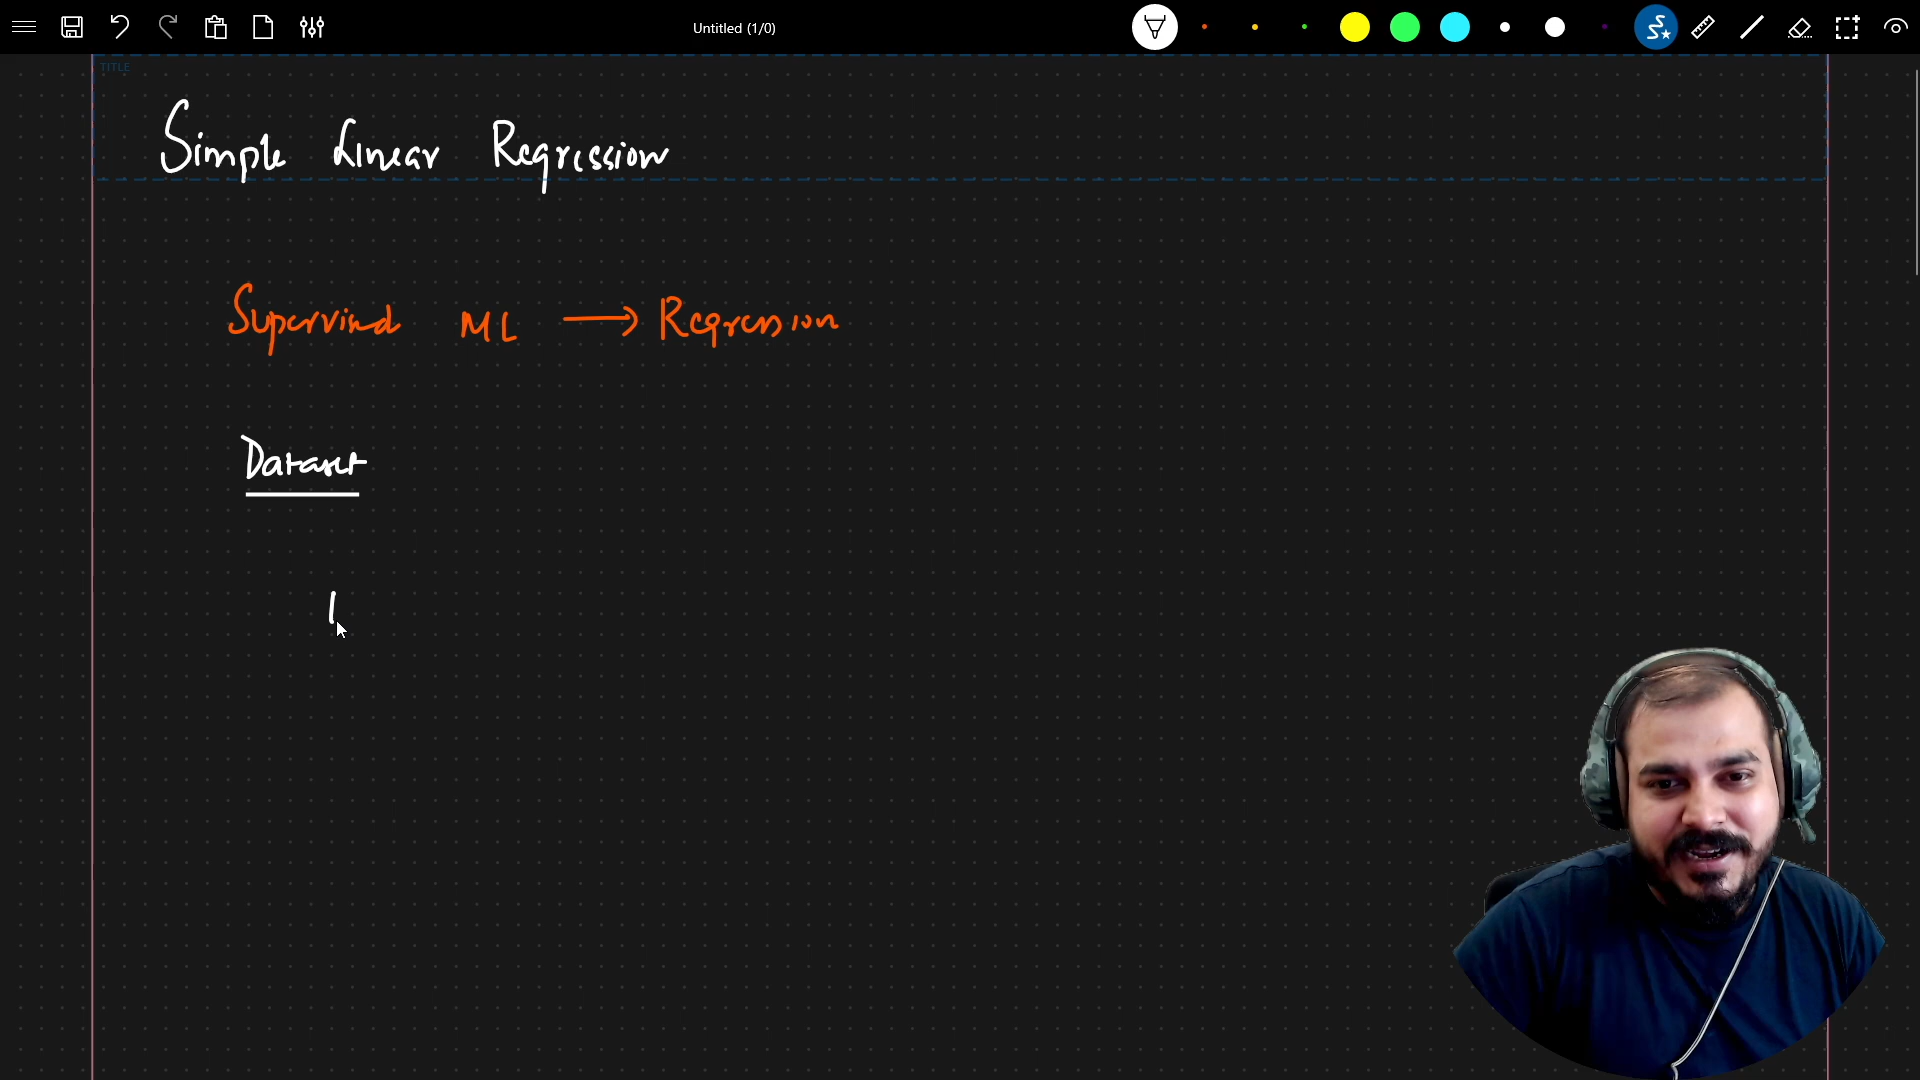 Untitled (1/0)
TITLE
Simple Linear Regression
Supervised ML → Regression
Dataset